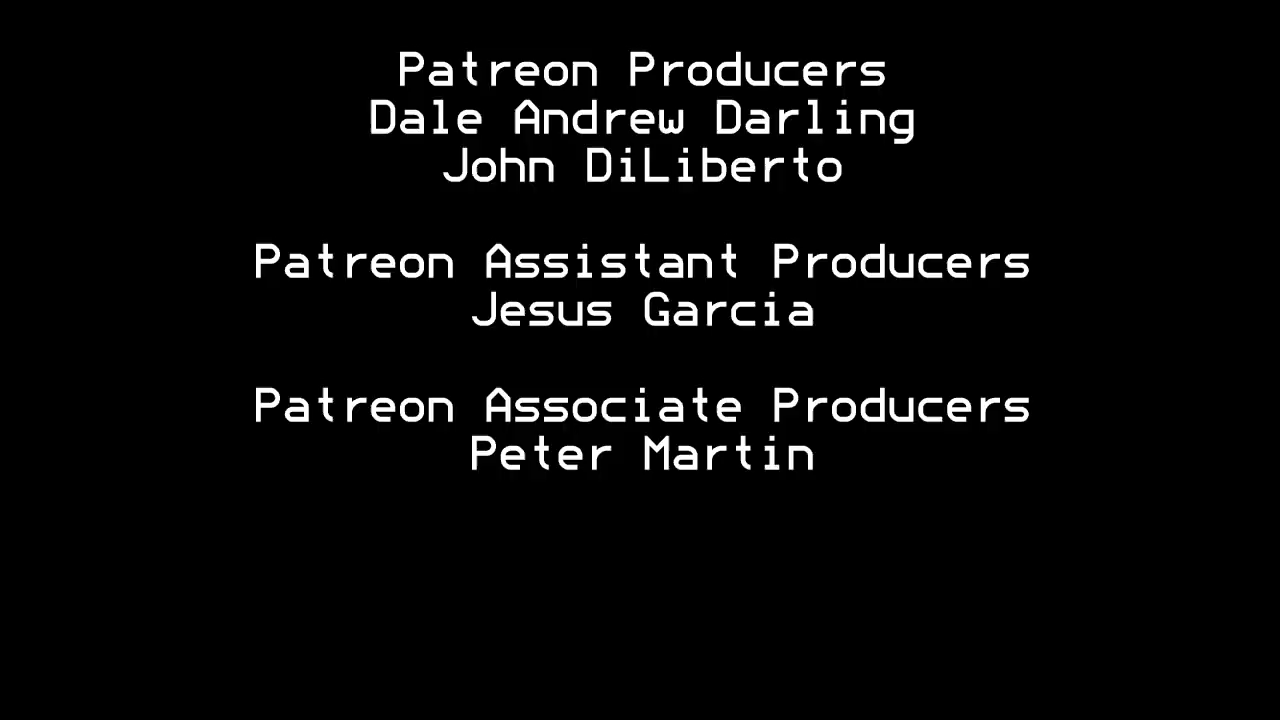 Patreon Producers
Dale Andrew Darling
John DiLiberto
Patreon Assistant Producers
Jesus Garcia
Patreon Associate Producers
Peter Martin